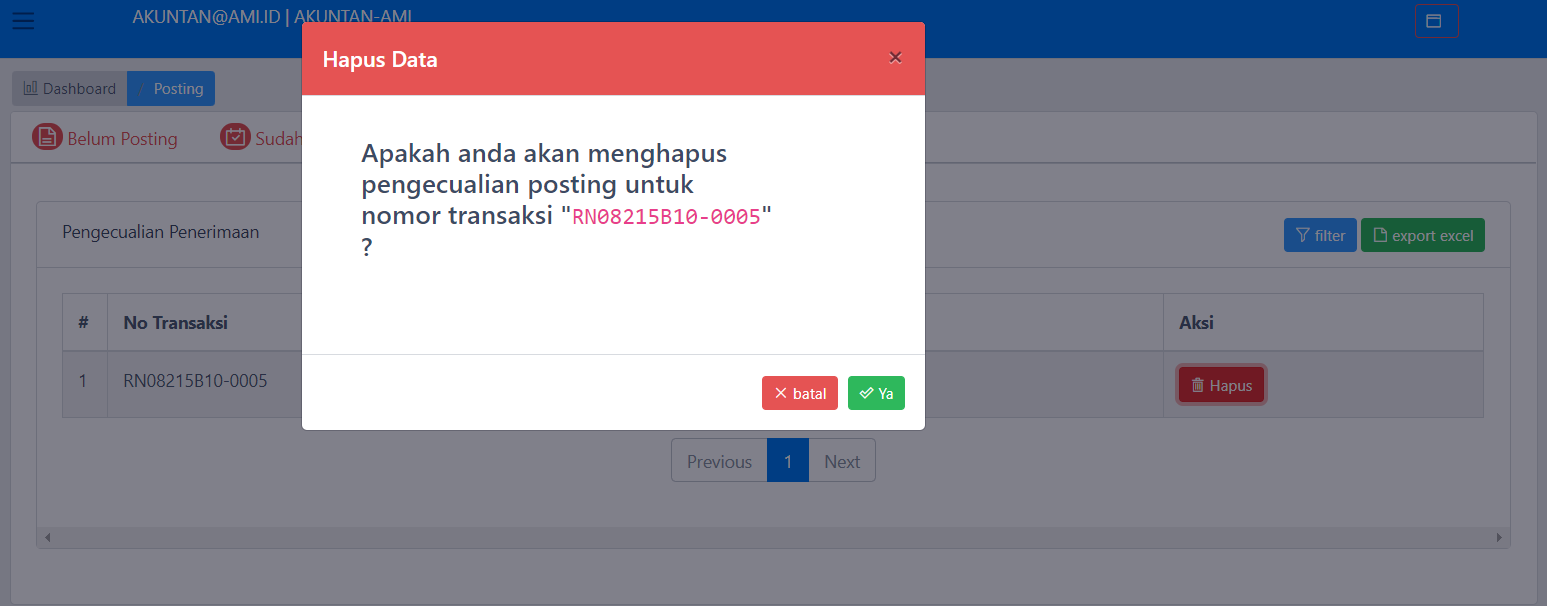 AKUNTAN@AMI.ID | AKUNTAN-AMI
Hapus Data
×
Dashboard / Posting
Belum Posting
Sudah
Apakah anda akan menghapus
pengecualian posting untuk
nomor transaksi "RN08215B10-0005"
?
Pengecualian Penerimaan
filter
export excel
# No Transaksi Aksi
1 RN08215B10-0005 Hapus
batal Ya
Previous 1 Next